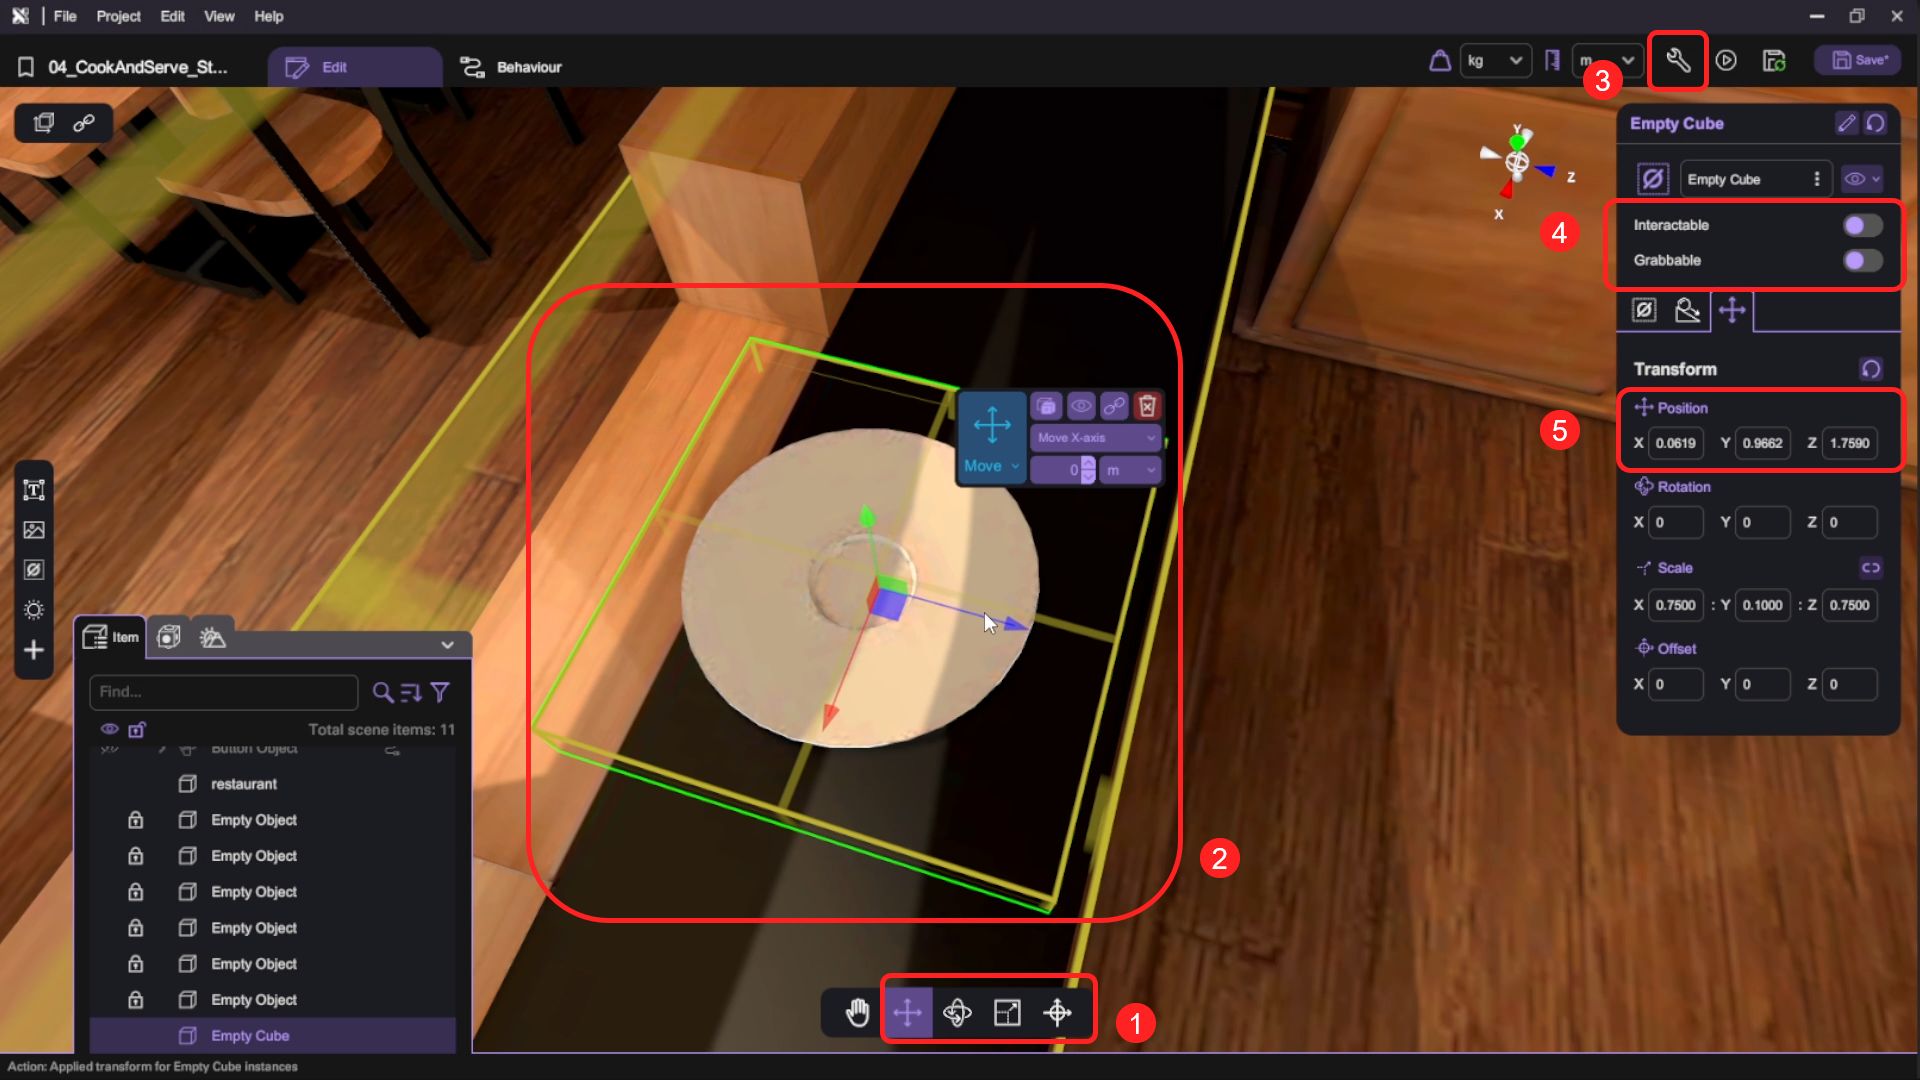 File Project Edit View Help
04_CookAndServe_St... Edit Behaviour kg m Save*
3
Empty Cube
Empty Cube
Y
Z
X
4
Interactable
Grabbable
Transform
5
Position
X 0.0619 Y 0.9662 Z 1.7590
Rotation
X 0 Y 0 Z 0
Scale
X 0.7500 : Y 0.1000 : Z 0.7500
Offset
X 0 Y 0 Z 0
Move X-axis
Move 0 m
2
Item
Find...
Total scene items: 11
Button Object
restaurant
Empty Object
Empty Object
Empty Object
Empty Object
Empty Object
Empty Object
Empty Cube
1
Action: Applied transform for Empty Cube instances